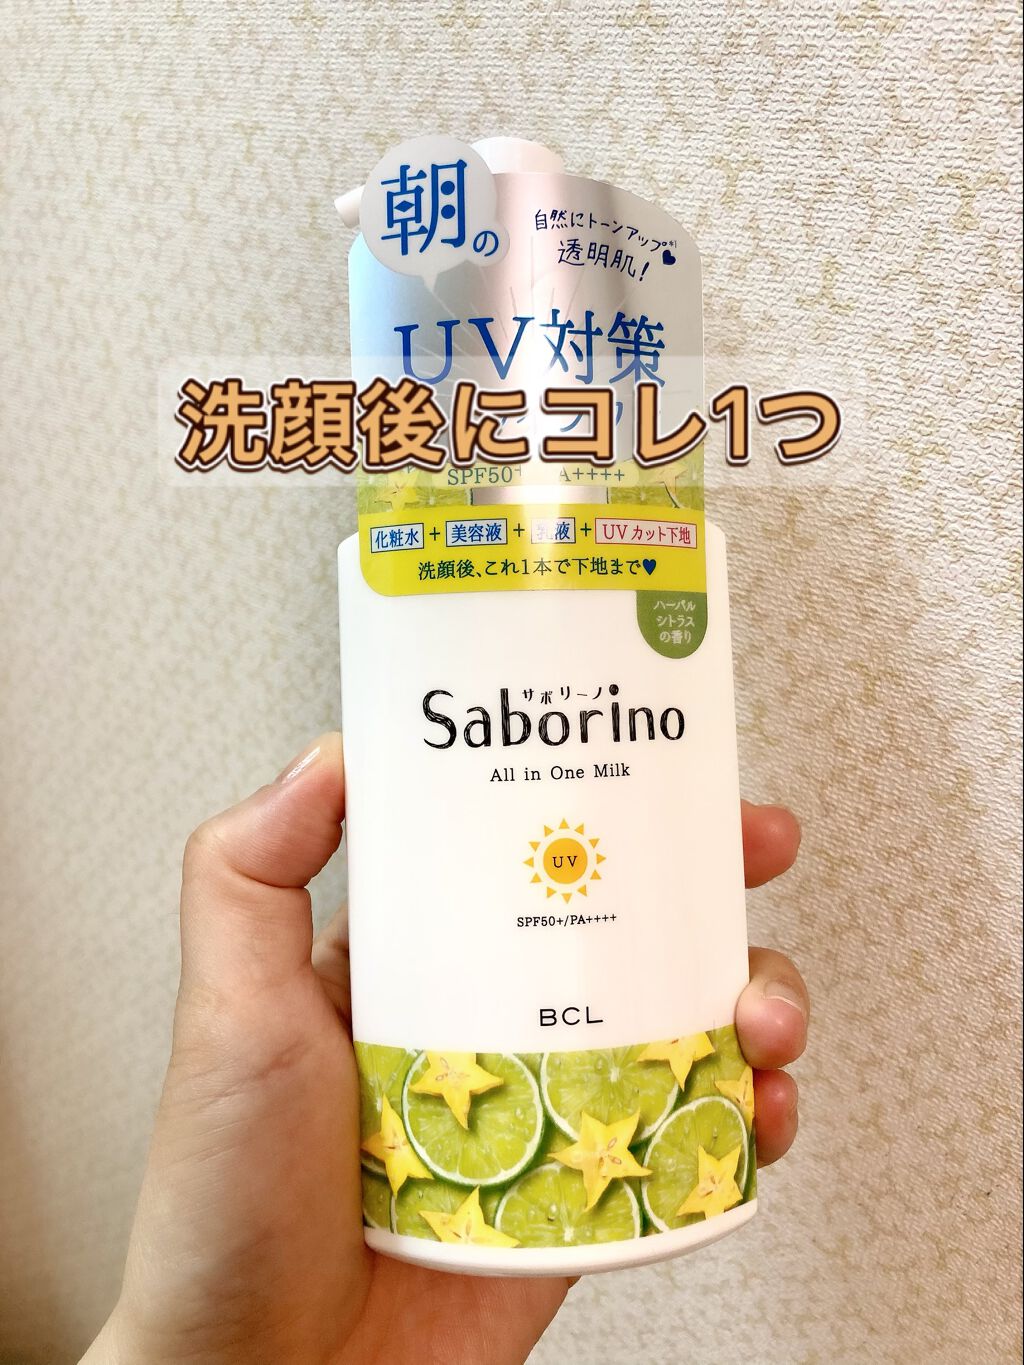 朝の
自然にトーンアップ*1
透明肌!
UV対策
洗顔後にコレ1つ
SPF50+ A++++
化粧水 + 美容液 + 乳液 + UVカット下地
洗顔後、これ1本で下地まで♥
ハーバル
シトラス
の香り
サボリーノ
Saborino
All in One Milk
UV
SPF50+/PA++++
BCL